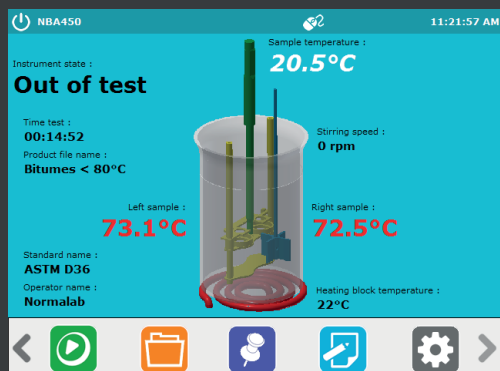 NBA450
11:21:57 AM
Sample temperature :
20.5°C
Instrument state :
Out of test
Time test :
00:14:52
Product file name :
Bitumes < 80°C
Stirring speed :
0 rpm
Left sample :
73.1°C
Right sample :
72.5°C
Standard name :
ASTM D36
Operator name :
Normalab
Heating block temperature :
22°C